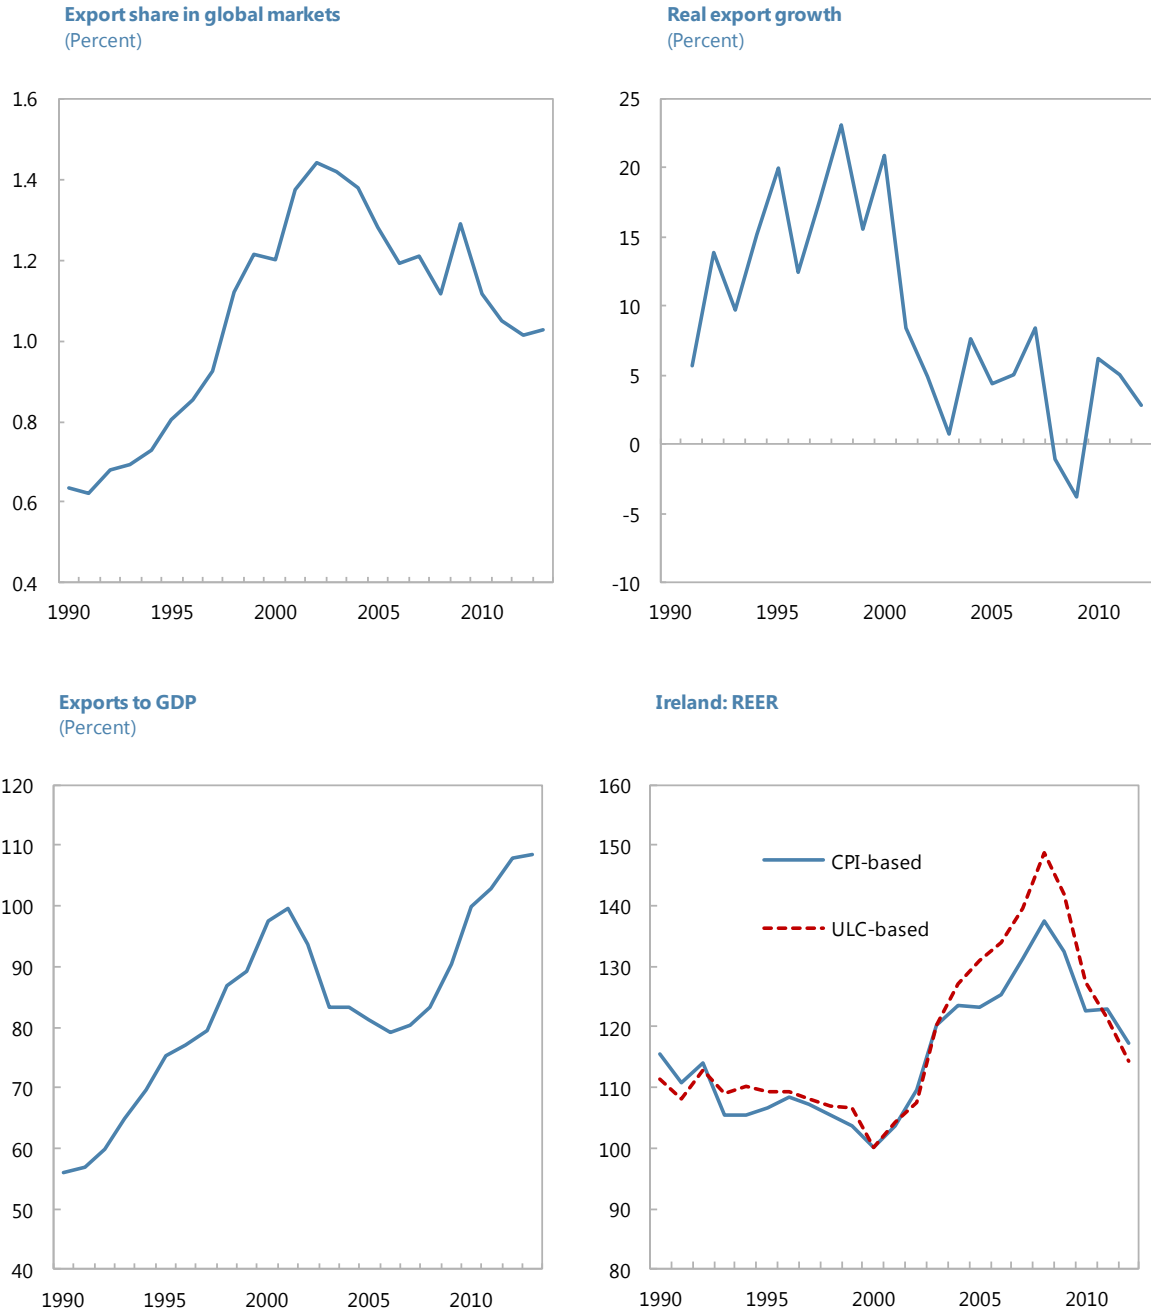 Export share in global markets
(Percent)
1.6
1.4
1.2
1.0
0.8
0.6
0.4
1990 1995 2000 2005 2010
Real export growth
(Percent)
25
20
15
10
5
0
-5
-10
1990 1995 2000 2005 2010
Exports to GDP
(Percent)
120
110
100
90
80
70
60
50
40
1990 1995 2000 2005 2010
Ireland: REER
160
150
140
130
120
110
100
90
80
CPI-based
ULC-based
1990 1995 2000 2005 2010